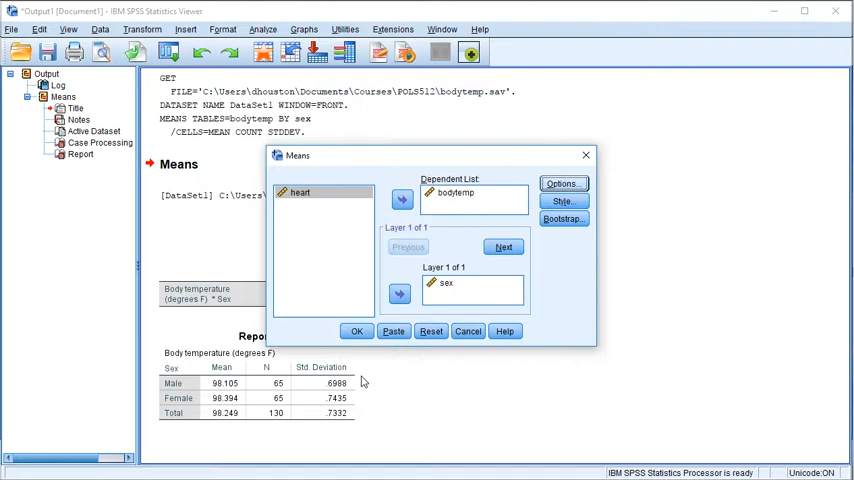 *Output1 [Document1] - IBM SPSS Statistics Viewer
File Edit View Data Transform Insert Format Analyze Graphs Utilities Extensions Window Help
Output
Log
Means
Title
Notes
Active Dataset
Case Processing
Report
GET
FILE='C:\Users\dhouston\Documents\Courses\POLS512\bodytemp.sav'.
DATASET NAME DataSet1 WINDOW=FRONT.
MEANS TABLES=bodytemp BY sex
/CELLS=MEAN COUNT STDDEV.
Means
[DataSet1] C:\Users\
Body temperature
(degrees F) * Sex
Repo
Body temperature (degrees F)
Sex Mean N Std. Deviation
Male 98.105 65 .6988
Female 98.394 65 .7435
Total 98.249 130 .7332
Means
heart
Dependent List:
bodytemp
Layer 1 of 1
Previous Next
Layer 1 of 1
sex
Options...
Style...
Bootstrap...
OK Paste Reset Cancel Help
IBM SPSS Statistics Processor is ready Unicode:ON